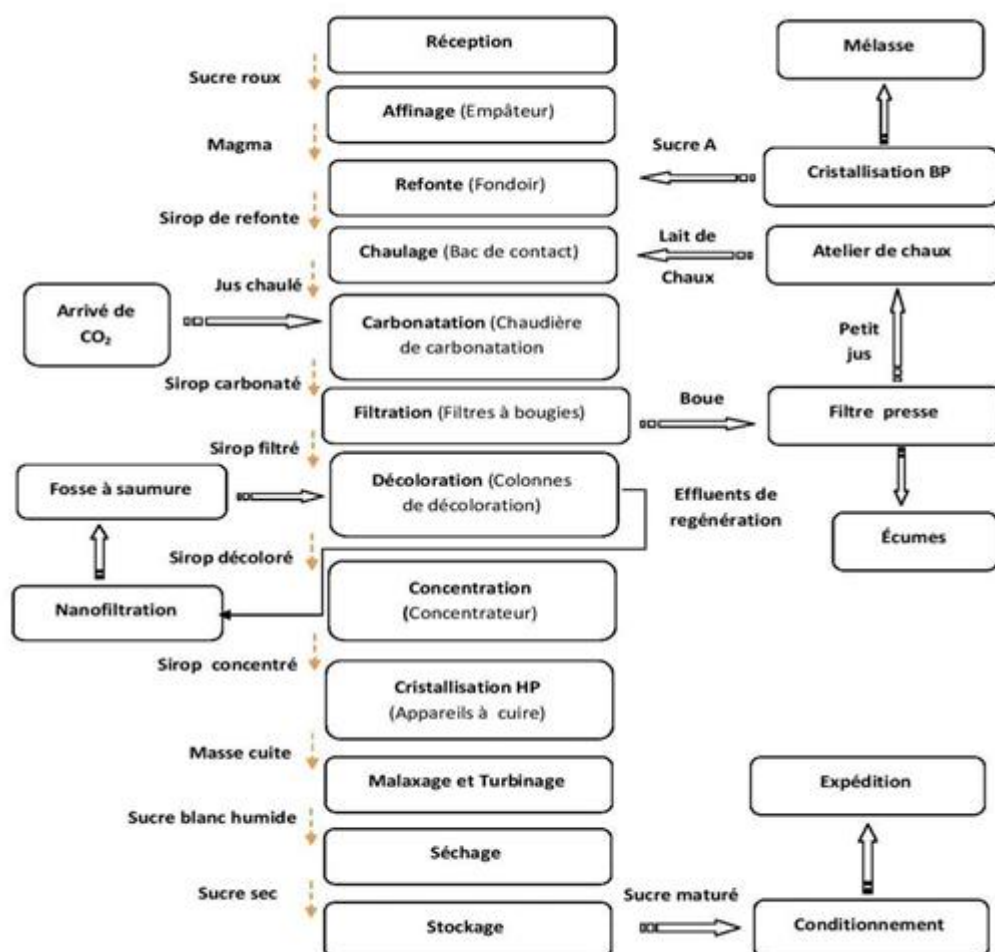 Réception
Mélasse
Sucre roux
Affinage (Empâteur)
Magma
Sucre A
Refonte (Fondoir)
Cristallisation BP
Sirop de refonte
Lait de
Chaux
Chaulage (Bac de contact)
Atelier de chaux
Jus chaulé
Arrivé de
CO₂
Carbonatation (Chaudière
de carbonatation
Petit
jus
Sirop carbonaté
Filtration (Filtres à bougies)
Boue
Filtre presse
Sirop filtré
Fosse à saumure
Décoloration (Colonnes
de décoloration)
Effluents de
regénération
Écumes
Sirop décoloré
Nanofiltration
Concentration
(Concentrateur)
Sirop concentré
Cristallisation HP
(Appareils à cuire)
Masse cuite
Malaxage et Turbinage
Expédition
Sucre blanc humide
Séchage
Sucre sec
Sucre maturé
Stockage
Conditionnement